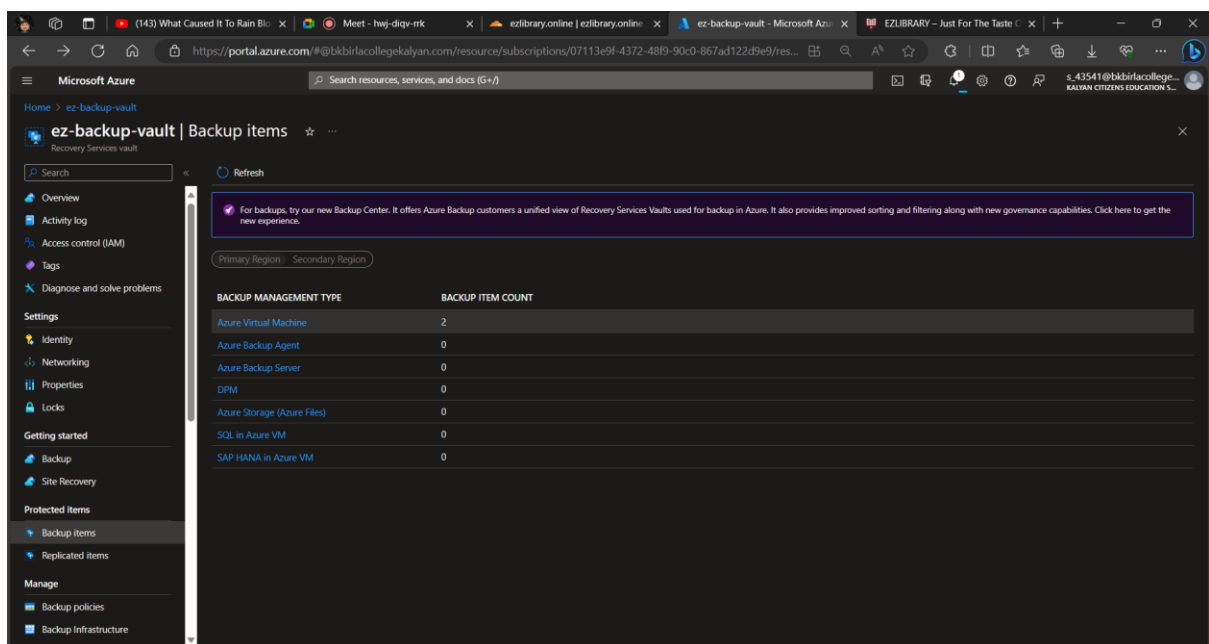 (143) What Caused It To Rain Blo
Meet - hwj-diqv-rrk
ezlibrary.online | ezlibrary.online
ez-backup-vault - Microsoft Azu
EZLIBRARY – Just For The Taste O
https://portal.azure.com/#@bkbirlacollegekalyan.com/resource/subscriptions/07113e9f-4372-48f9-90c0-867ad122d9e9/res...
Microsoft Azure
Search resources, services, and docs (G+/)
1
s_43541@bkbirlacollege...
KALYAN CITIZENS EDUCATION S...
Home > ez-backup-vault
ez-backup-vault | Backup items
Recovery Services vault
Search
Refresh
Overview
Activity log
Access control (IAM)
Tags
Diagnose and solve problems
Settings
Identity
Networking
Properties
Locks
Getting started
Backup
Site Recovery
Protected items
Backup items
Replicated items
Manage
Backup policies
Backup Infrastructure
For backups, try our new Backup Center. It offers Azure Backup customers a unified view of Recovery Services Vaults used for backup in Azure. It also provides improved sorting and filtering along with new governance capabilities. Click here to get the
new experience.
Primary Region Secondary Region
BACKUP MANAGEMENT TYPE BACKUP ITEM COUNT
Azure Virtual Machine 2
Azure Backup Agent 0
Azure Backup Server 0
DPM 0
Azure Storage (Azure Files) 0
SQL in Azure VM 0
SAP HANA in Azure VM 0